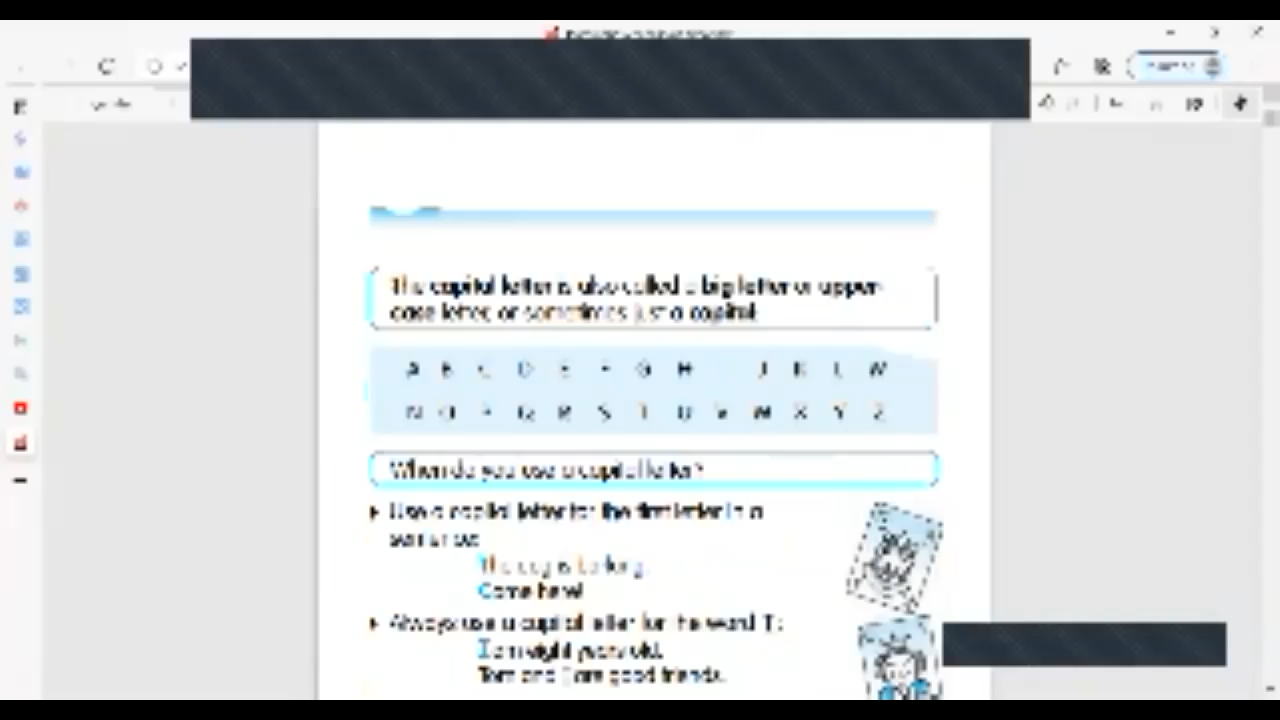 The capital letter is also called a big letter or upper-
case letter, or sometimes just a capital.
A B C D E F G H J K L M
N O P Q R S T U V W X Y Z
When do you use a capital letter?
Use a capital letter for the first letter in a
sentence:
The dog is barking.
Come here!
Always use a capital letter for the word I:
I am eight years old.
Tom and I are good friends.